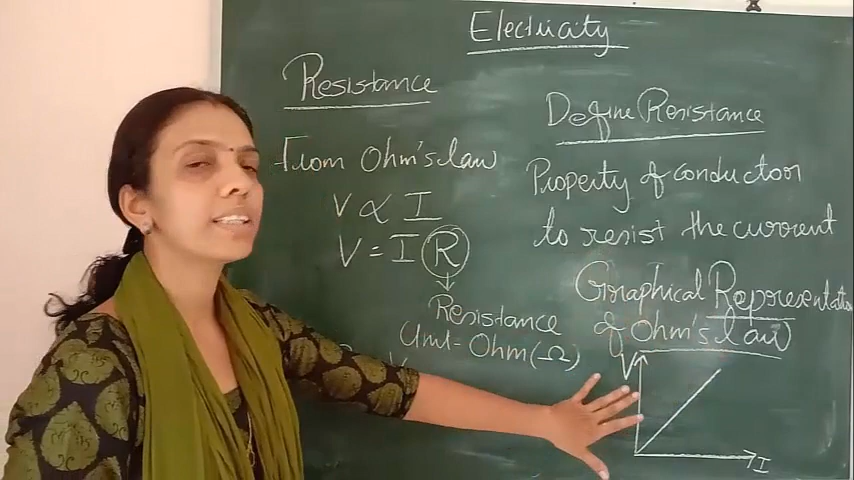 Electricity
Resistance
From Ohm's law
V ∝ I
V = I R
Resistance
Unit = Ohm (Ω)
Define Resistance
Property of conductor
to resist the current
Graphical Representation
of Ohm's law
V
I